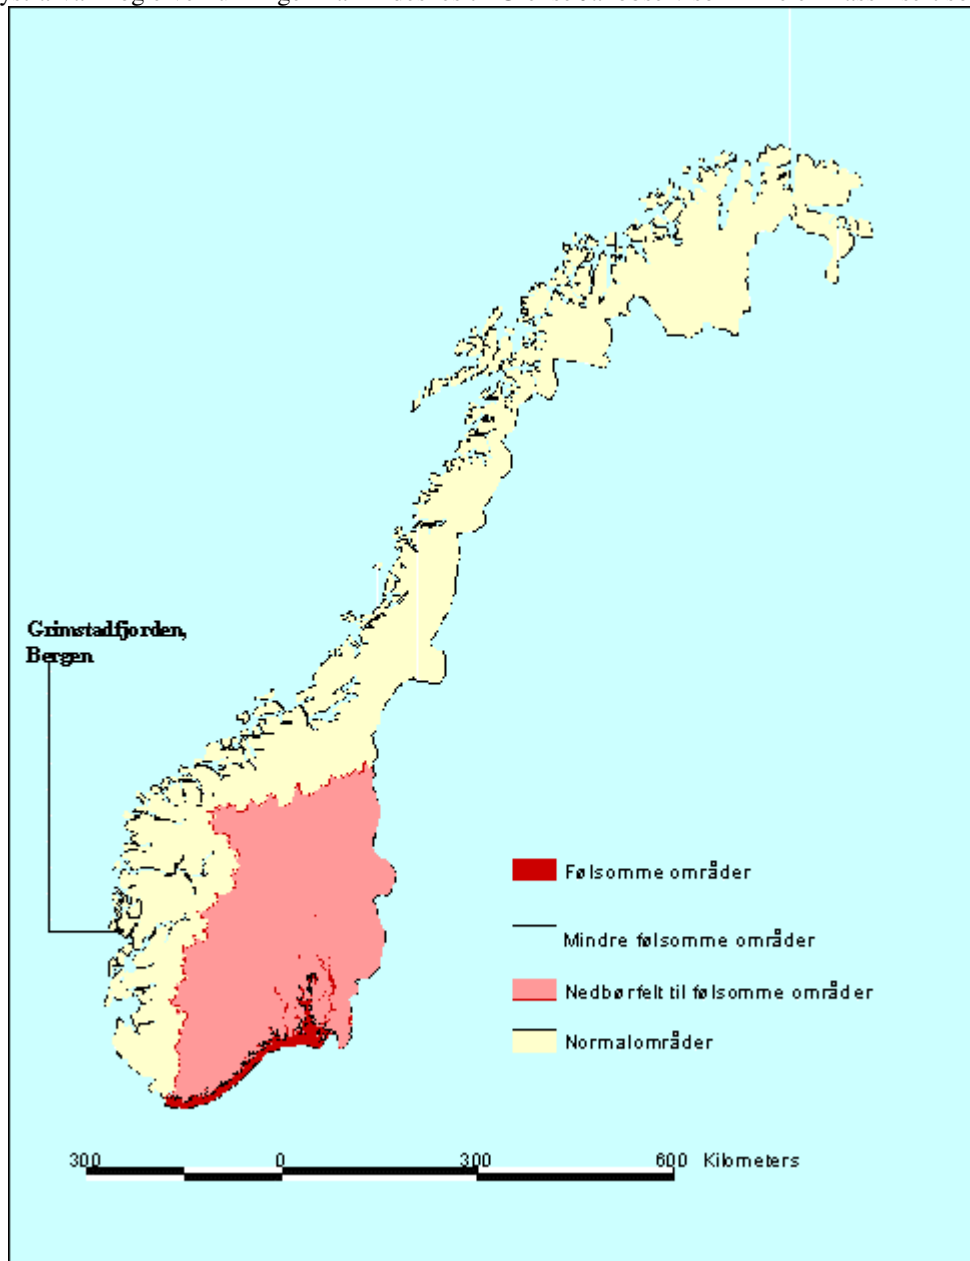 Grimstadfjorden,
Bergen
Følsomme områder
Mindre følsomme områder
Nedbørfelt til følsomme områder
Normalområder
300 0 300 600 Kilometers